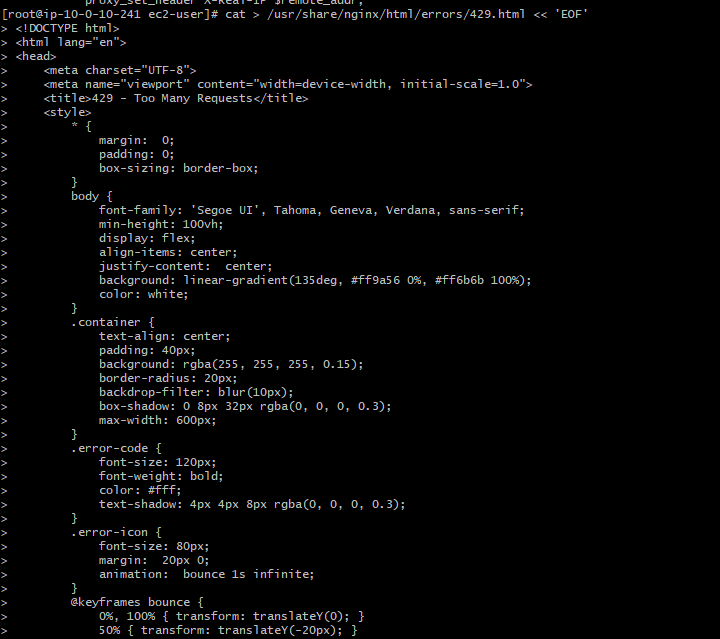 proxy_set_header X-Real-IP $remote_addr;
[root@ip-10-0-10-241 ec2-user]# cat > /usr/share/nginx/html/errors/429.html << 'EOF'
> <!DOCTYPE html>
> <html lang="en">
> <head>
>     <meta charset="UTF-8">
>     <meta name="viewport" content="width=device-width, initial-scale=1.0">
>     <title>429 - Too Many Requests</title>
>     <style>
>         * {
>             margin:  0;
>             padding: 0;
>             box-sizing: border-box;
>         }
>         body {
>             font-family: 'Segoe UI', Tahoma, Geneva, Verdana, sans-serif;
>             min-height: 100vh;
>             display: flex;
>             align-items: center;
>             justify-content:  center;
>             background: linear-gradient(135deg, #ff9a56 0%, #ff6b6b 100%);
>             color: white;
>         }
>         .container {
>             text-align: center;
>             padding: 40px;
>             background: rgba(255, 255, 255, 0.15);
>             border-radius: 20px;
>             backdrop-filter: blur(10px);
>             box-shadow: 0 8px 32px rgba(0, 0, 0, 0.3);
>             max-width: 600px;
>         }
>         .error-code {
>             font-size: 120px;
>             font-weight: bold;
>             color: #fff;
>             text-shadow: 4px 4px 8px rgba(0, 0, 0, 0.3);
>         }
>         .error-icon {
>             font-size: 80px;
>             margin:  20px 0;
>             animation:  bounce 1s infinite;
>         }
>         @keyframes bounce {
>             0%, 100% { transform: translateY(0); }
>             50% { transform: translateY(-20px); }